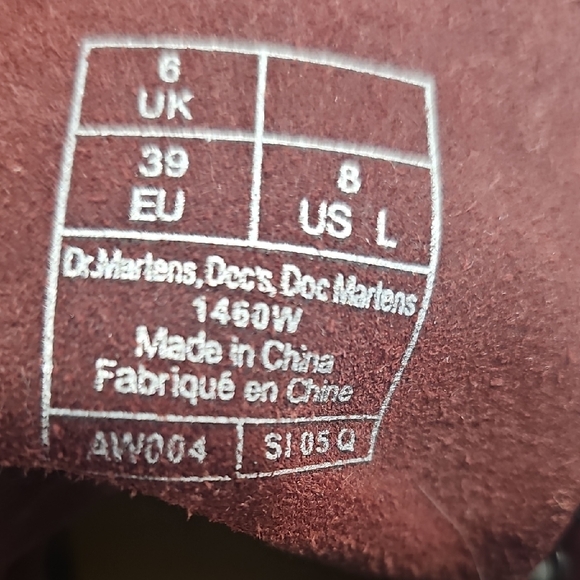 6
UK
39
EU
8
US L
Dr.Martens, Doc's, Doc Martens
1460W
Made in China
Fabriqué en Chine
AW004
SI 05 Q